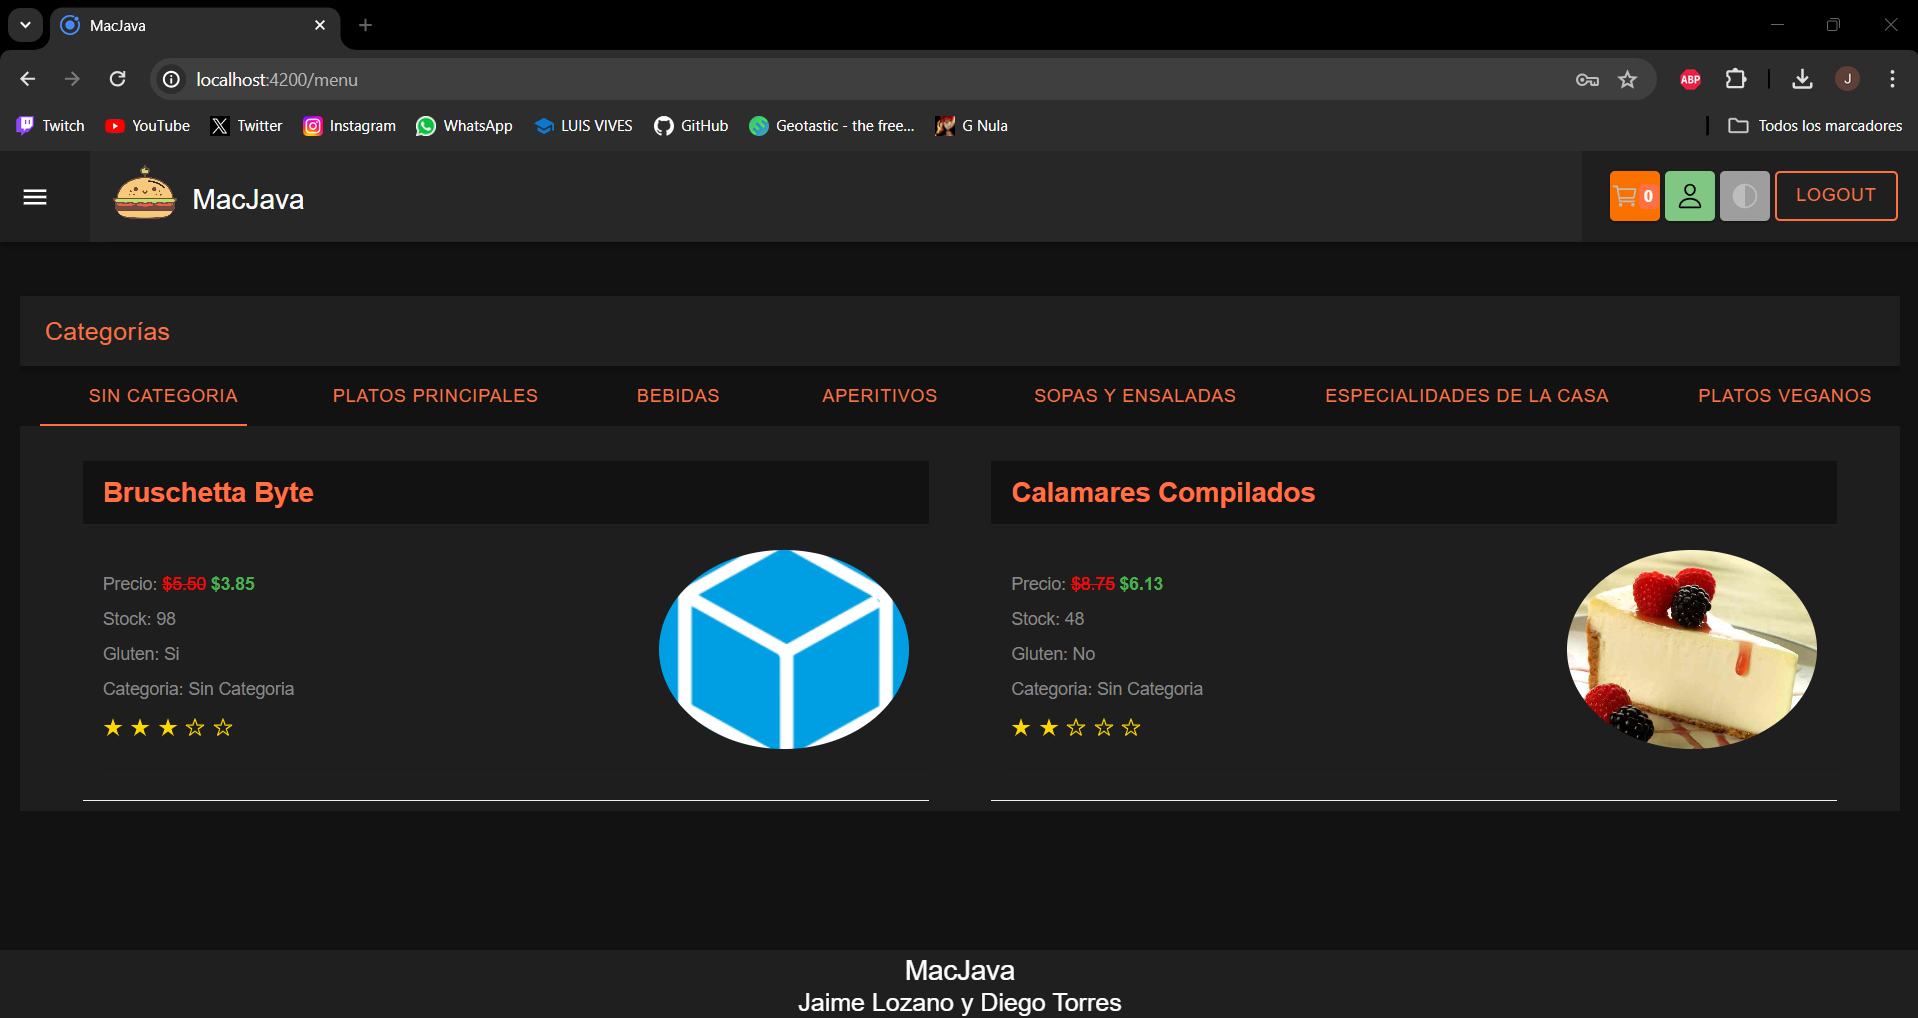 MacJava
localhost:4200/menu
ABP
J
Twitch
YouTube
Twitter
Instagram
WhatsApp
LUIS VIVES
GitHub
Geotastic - the free...
G Nula
Todos los marcadores
MacJava
0
LOGOUT
Categorías
SIN CATEGORIA
PLATOS PRINCIPALES
BEBIDAS
APERITIVOS
SOPAS Y ENSALADAS
ESPECIALIDADES DE LA CASA
PLATOS VEGANOS
Bruschetta Byte
Precio: $5.50 $3.85
Stock: 98
Gluten: Si
Categoria: Sin Categoria
Calamares Compilados
Precio: $8.75 $6.13
Stock: 48
Gluten: No
Categoria: Sin Categoria
MacJava
Jaime Lozano y Diego Torres